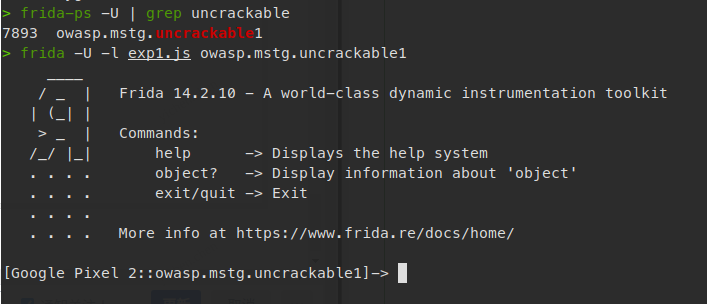 > frida-ps -U | grep uncrackable
7893  owasp.mstg.uncrackable1
> frida -U -l exp1.js owasp.mstg.uncrackable1
     ____
    / _  |   Frida 14.2.10 - A world-class dynamic instrumentation toolkit
   | (_| |
    > _  |   Commands:
   /_/ |_|       help      -> Displays the help system
   . . . .       object?   -> Display information about 'object'
   . . . .       exit/quit -> Exit
   . . . .
   . . . .   More info at https://www.frida.re/docs/home/
[Google Pixel 2::owasp.mstg.uncrackable1]->